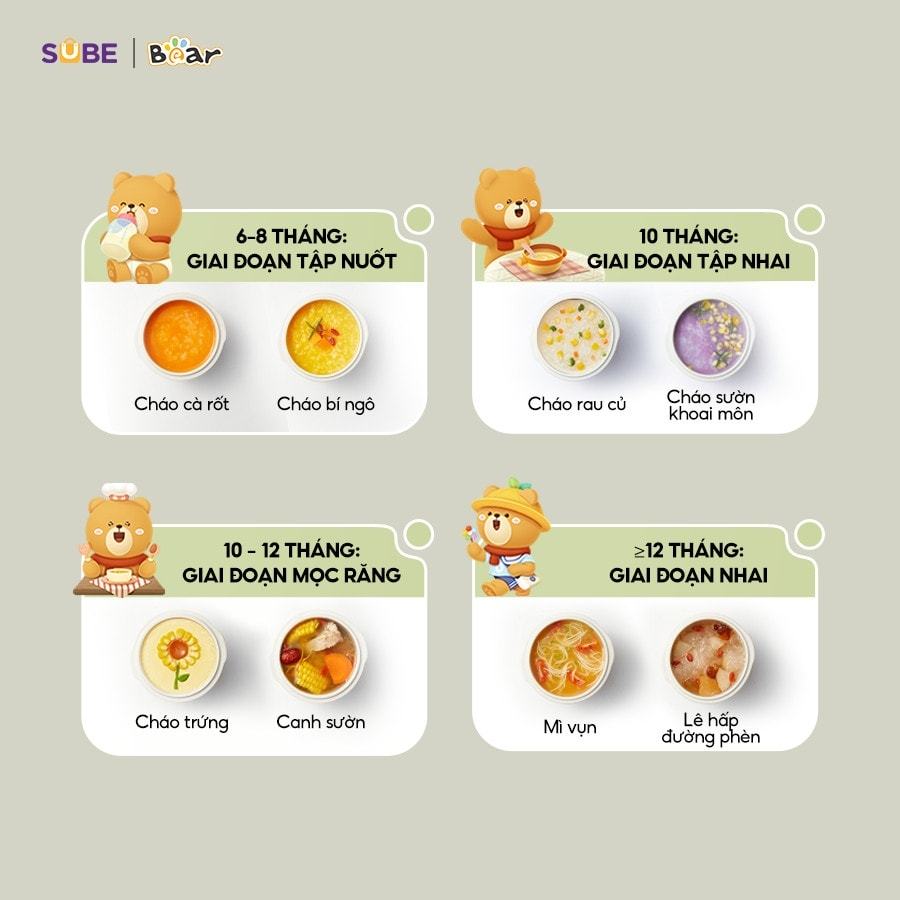 SUBE | Bear
6-8 THÁNG:
GIAI ĐOẠN TẬP NUỐT
Cháo cà rốt
Cháo bí ngô
10 THÁNG:
GIAI ĐOẠN TẬP NHAI
Cháo rau củ
Cháo sườn
khoai môn
10 - 12 THÁNG:
GIAI ĐOẠN MỌC RĂNG
Cháo trứng
Canh sườn
≥12 THÁNG:
GIAI ĐOẠN NHAI
Mì vụn
Lê hấp
đường phèn